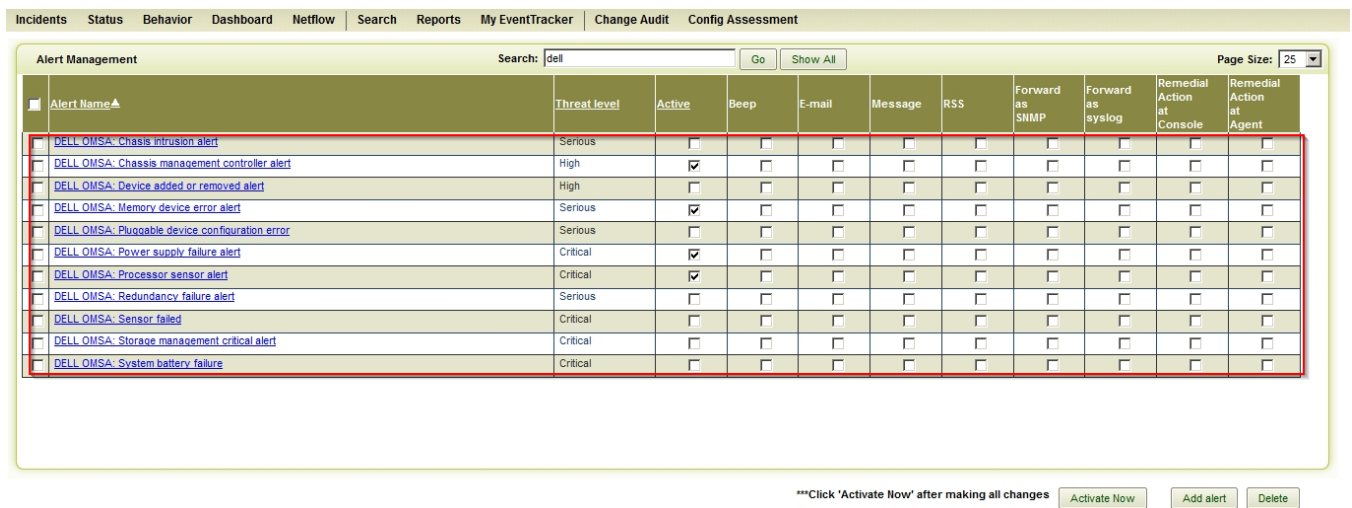 Incidents Status Behavior Dashboard Netflow Search Reports My EventTracker Change Audit Config Assessment
Alert Management Search: dell Go Show All Page Size: 25
Alert Name Threat level Active Beep E-mail Message RSS Forward as SNMP Forward as syslog Remedial Action at Console Remedial Action at Agent
DELL OMSA: Chasis intrusion alert Serious
DELL OMSA: Chassis management controller alert High
DELL OMSA: Device added or removed alert High
DELL OMSA: Memory device error alert Serious
DELL OMSA: Pluggable device configuration error Serious
DELL OMSA: Power supply failure alert Critical
DELL OMSA: Processor sensor alert Critical
DELL OMSA: Redundancy failure alert Serious
DELL OMSA: Sensor failed Critical
DELL OMSA: Storage management critical alert Critical
DELL OMSA: System battery failure Critical
***Click 'Activate Now' after making all changes Activate Now Add alert Delete